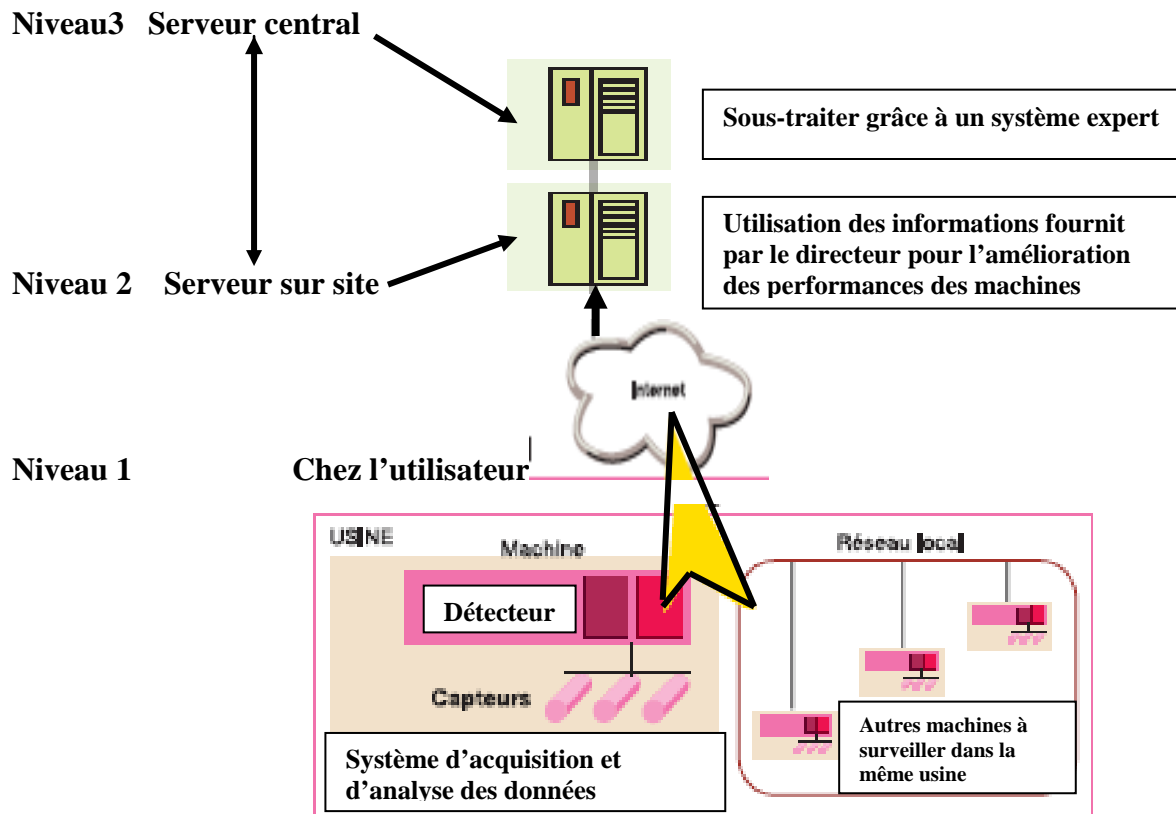 Niveau3 Serveur central
Sous-traiter grâce à un système expert
Utilisation des informations fournit
par le directeur pour l'amélioration
des performances des machines
Niveau 2 Serveur sur site
Internet
Niveau 1 Chez l'utilisateur
USINE
Machine
Réseau local
Détecteur
Capteurs
Autres machines à
surveiller dans la
même usine
Système d'acquisition et
d'analyse des données